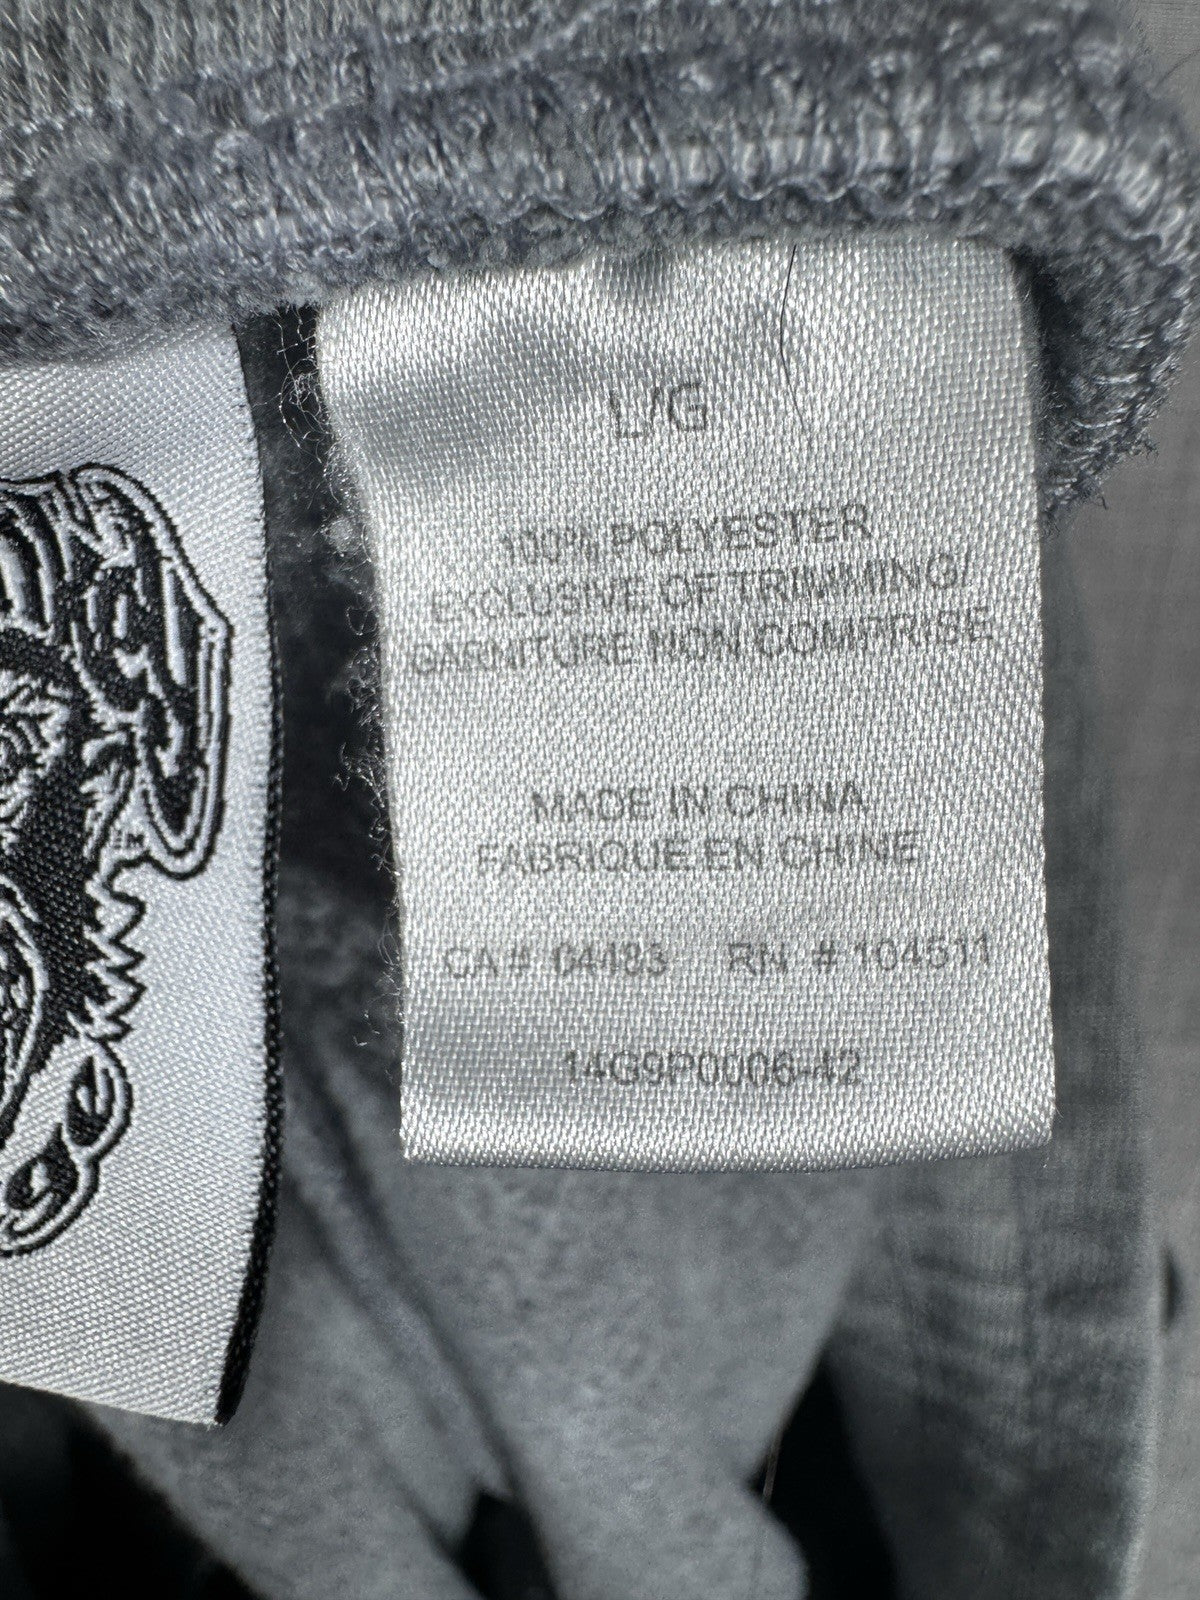 L/G
100% POLYESTER
EXCLUSIVE OF TRIMMING/
GARNITURE NON COMPRISE
MADE IN CHINA
FABRIQUE EN CHINE
CA # 04483 RN # 104511
14G9P0006-42